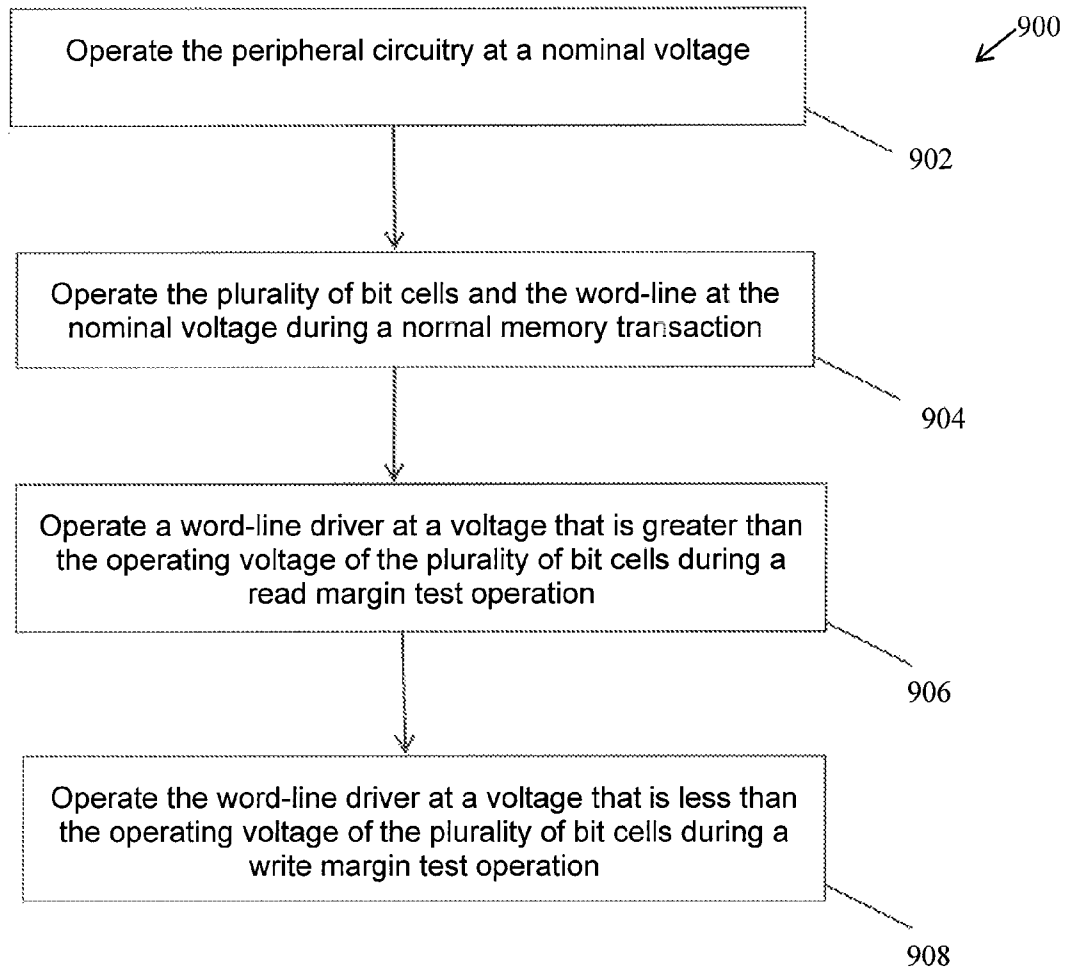 900
Operate the peripheral circuitry at a nominal voltage
902
Operate the plurality of bit cells and the word-line at the
nominal voltage during a normal memory transaction
904
Operate a word-line driver at a voltage that is greater than
the operating voltage of the plurality of bit cells during a
read margin test operation
906
Operate the word-line driver at a voltage that is less than
the operating voltage of the plurality of bit cells during a
write margin test operation
908